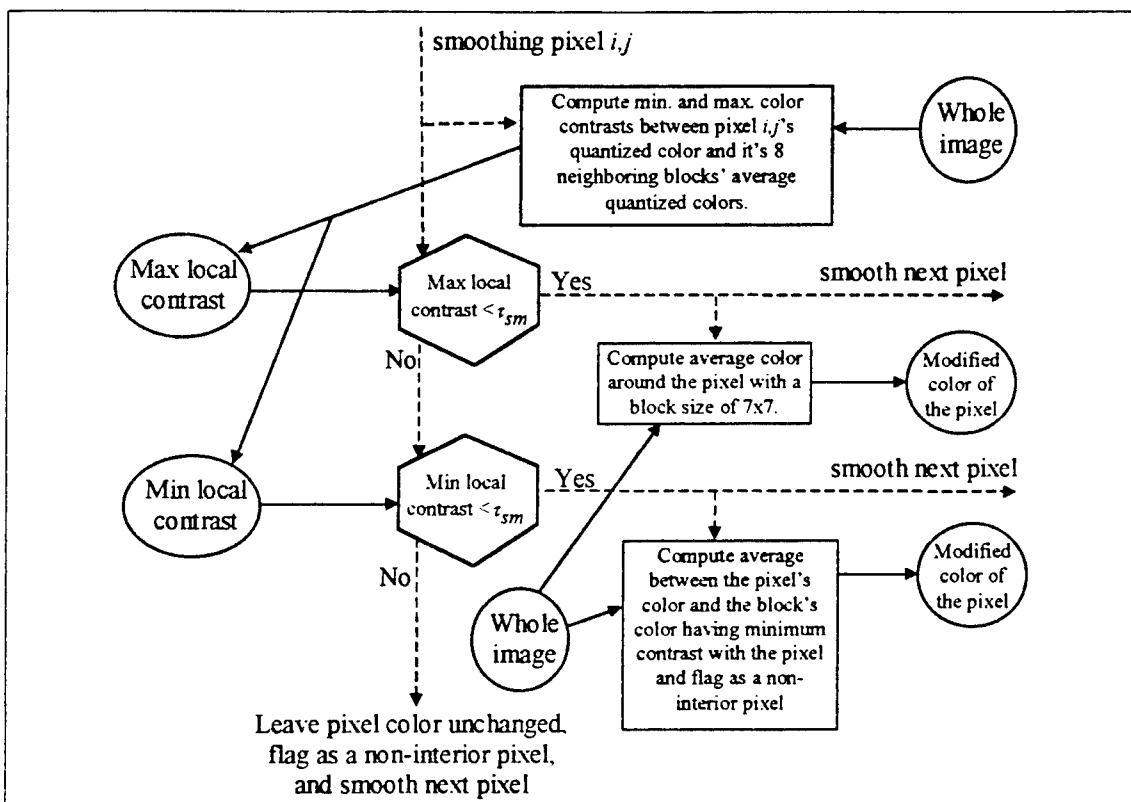 smoothing pixel i,j
Compute min. and max. color
contrasts between pixel i,j's
quantized color and it's 8
neighboring blocks' average
quantized colors.
Whole
image
Max local
contrast
Max local
contrast < τsm
Yes
smooth next pixel
No
Compute average color
around the pixel with a
block size of 7x7.
Modified
color of
the pixel
Min local
contrast
Min local
contrast < τsm
Yes
smooth next pixel
No
Whole
image
Compute average
between the pixel's
color and the block's
color having minimum
contrast with the pixel
and flag as a non-
interior pixel
Modified
color of
the pixel
Leave pixel color unchanged,
flag as a non-interior pixel,
and smooth next pixel